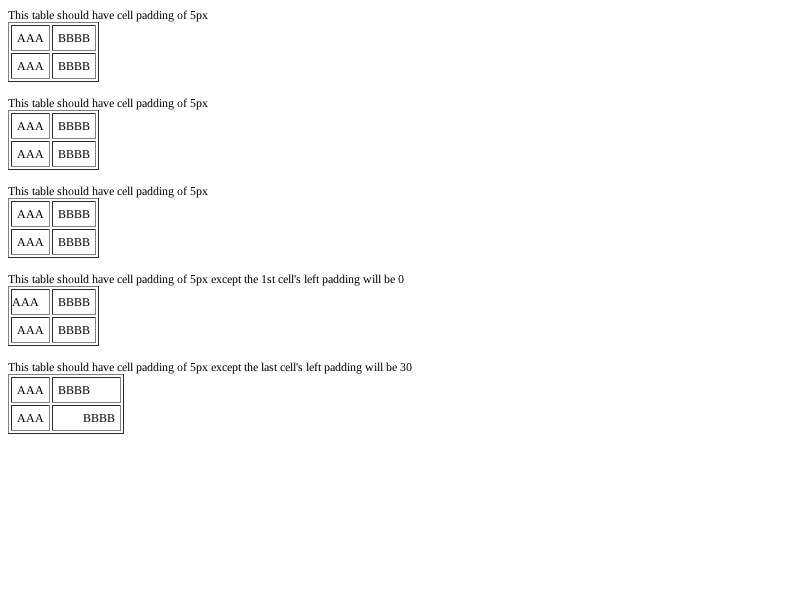 This table should have cell padding of 5px
AAA BBBB
AAA BBBB
This table should have cell padding of 5px
AAA BBBB
AAA BBBB
This table should have cell padding of 5px
AAA BBBB
AAA BBBB
This table should have cell padding of 5px except the 1st cell's left padding will be 0
AAA BBBB
AAA BBBB
This table should have cell padding of 5px except the last cell's left padding will be 30
AAA BBBB
AAA BBBB